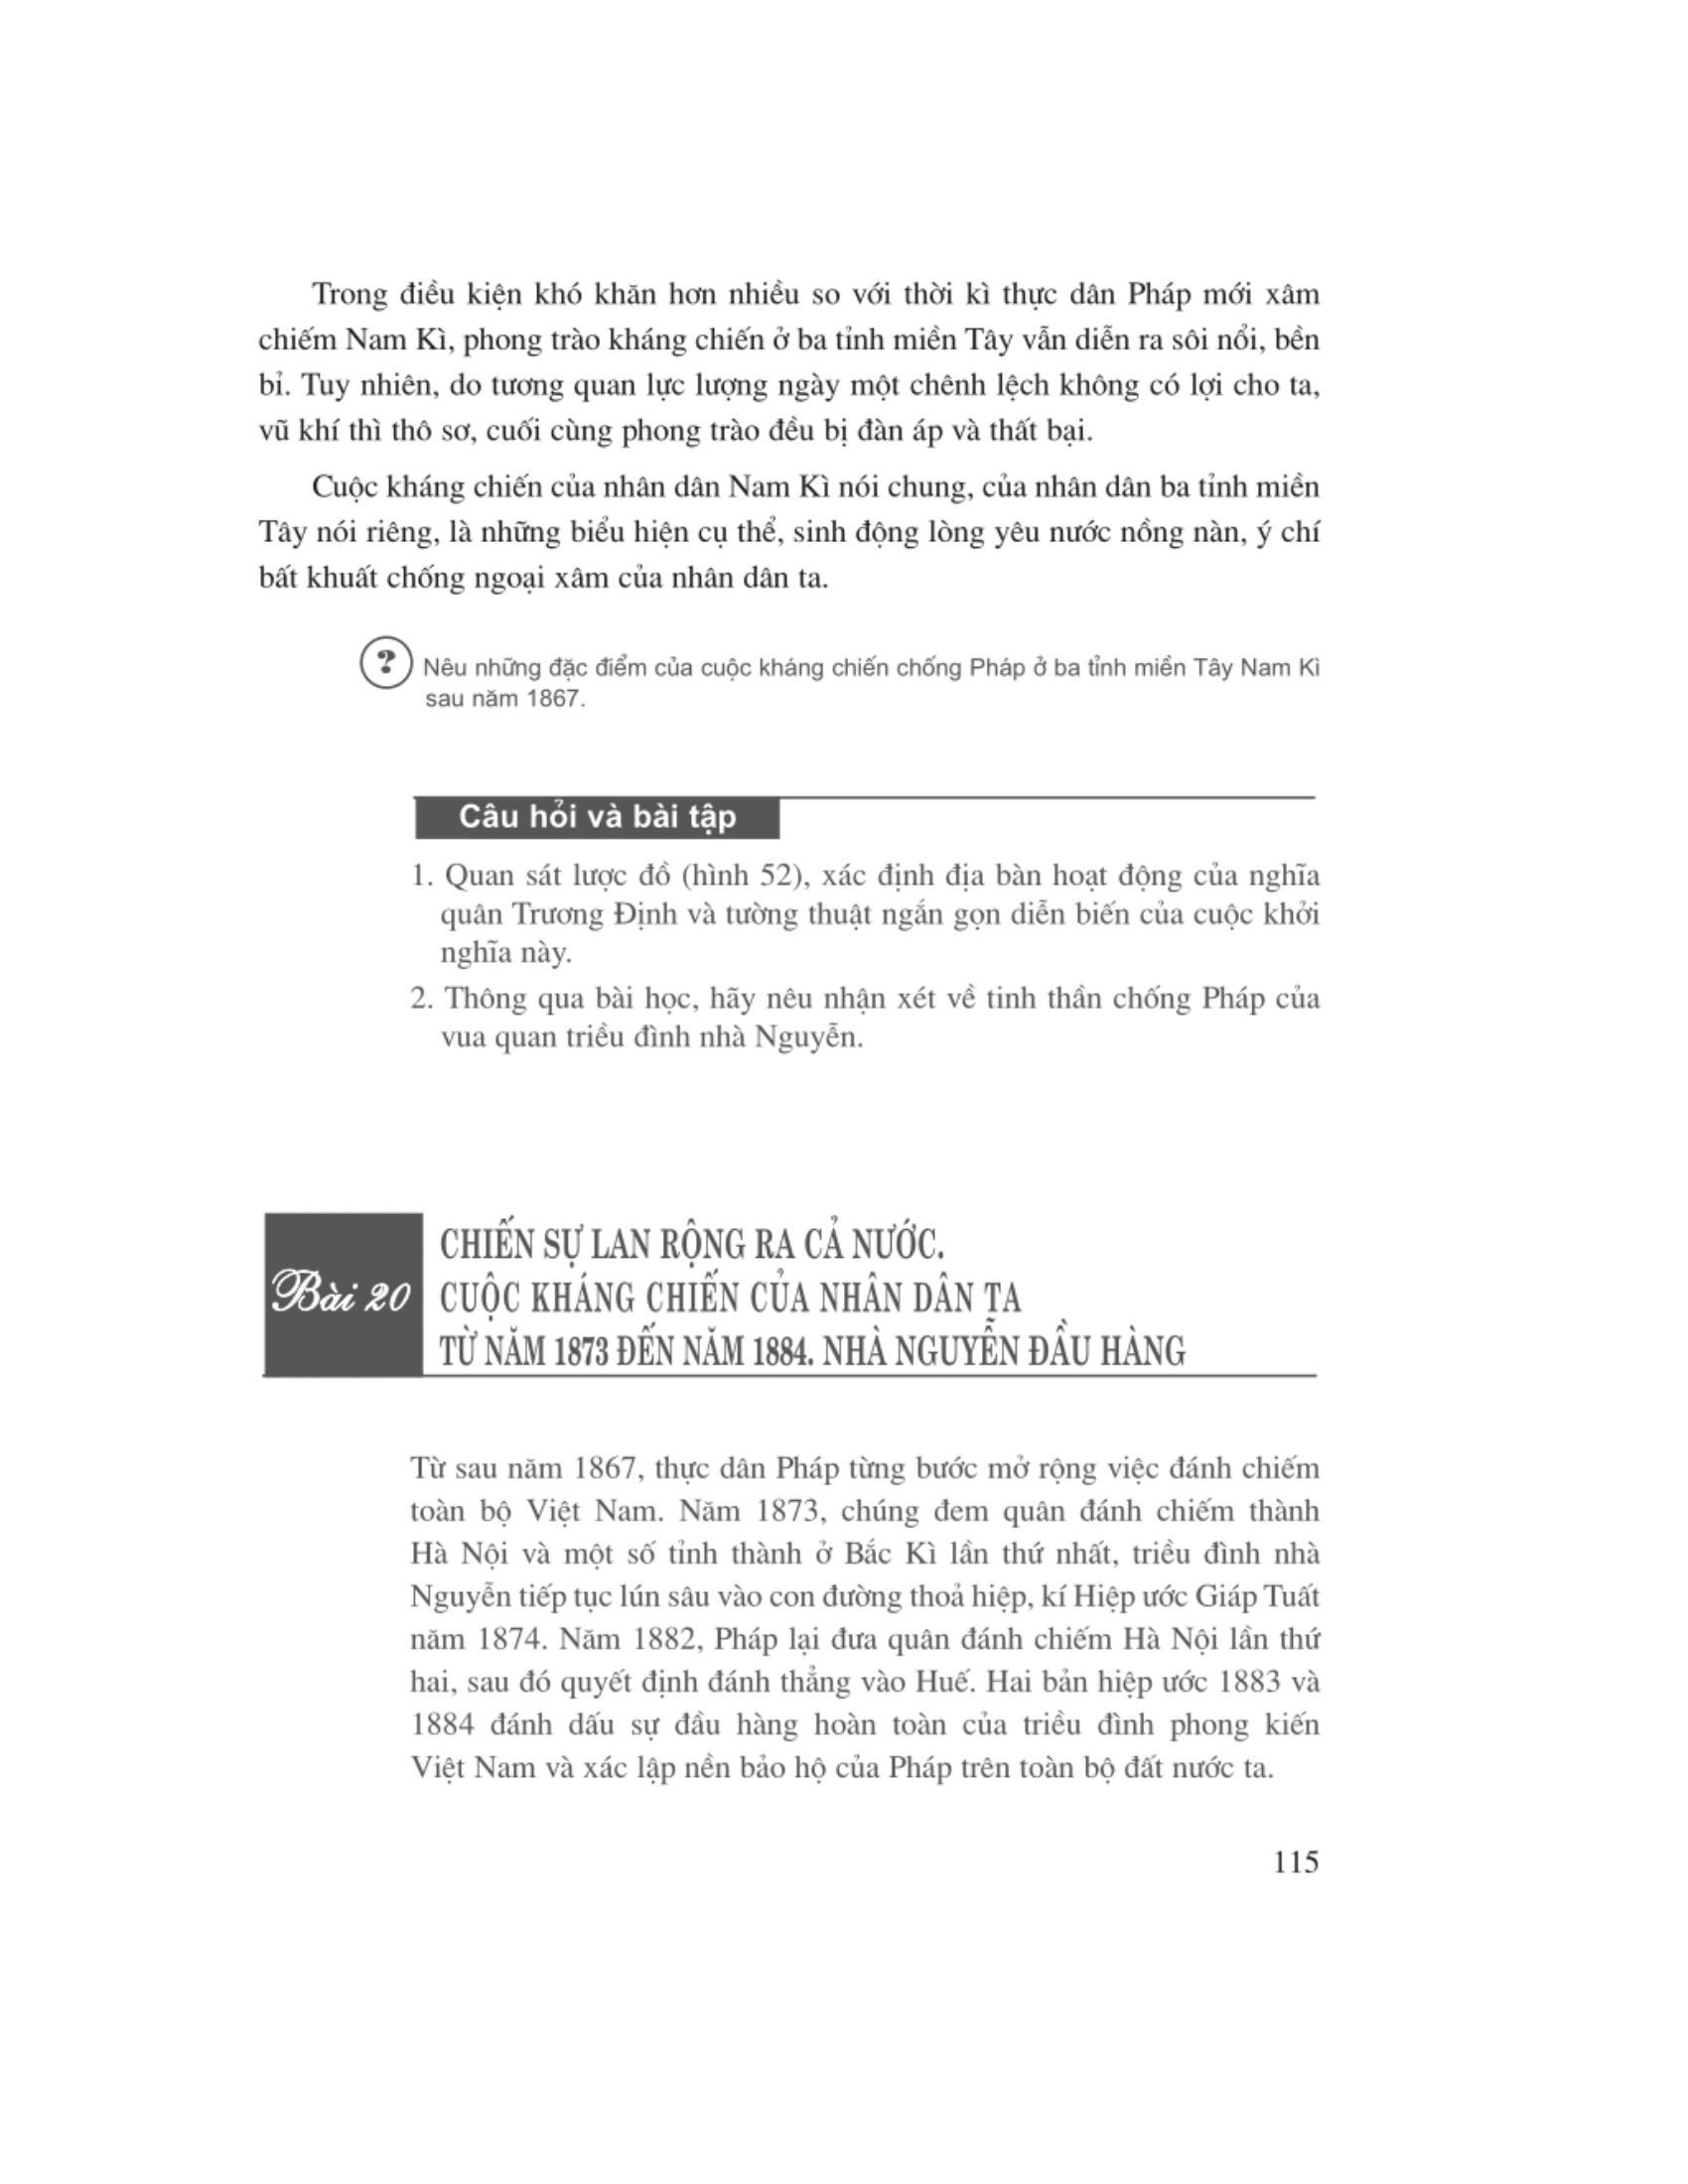 Trong điều kiện khó khăn hơn nhiều so với thời kì thực dân Pháp mới xâm
chiếm Nam Kì, phong trào kháng chiến ở ba tỉnh miền Tây vẫn diễn ra sôi nổi, bền
bỉ. Tuy nhiên, do tương quan lực lượng ngày một chênh lệch không có lợi cho ta,
vũ khí thì thô sơ, cuối cùng phong trào đều bị đàn áp và thất bại.
Cuộc kháng chiến của nhân dân Nam Kì nói chung, của nhân dân ba tỉnh miền
Tây nói riêng, là những biểu hiện cụ thể, sinh động lòng yêu nước nồng nàn, ý chí
bất khuất chống ngoại xâm của nhân dân ta.
? Nêu những đặc điểm của cuộc kháng chiến chống Pháp ở ba tỉnh miền Tây Nam Kì
sau năm 1867.
Câu hỏi và bài tập
1. Quan sát lược đồ (hình 52), xác định địa bàn hoạt động của nghĩa
quân Trương Định và tường thuật ngắn gọn diễn biến của cuộc khởi
nghĩa này.
2. Thông qua bài học, hãy nêu nhận xét về tinh thần chống Pháp của
vua quan triều đình nhà Nguyễn.
Bài 20
CHIẾN SỰ LAN RỘNG RA CẢ NƯỚC.
CUỘC KHÁNG CHIẾN CỦA NHÂN DÂN TA
TỪ NĂM 1873 ĐẾN NĂM 1884. NHÀ NGUYỄN ĐẦU HÀNG
Từ sau năm 1867, thực dân Pháp từng bước mở rộng việc đánh chiếm
toàn bộ Việt Nam. Năm 1873, chúng đem quân đánh chiếm thành
Hà Nội và một số tỉnh thành ở Bắc Kì lần thứ nhất, triều đình nhà
Nguyễn tiếp tục lún sâu vào con đường thoả hiệp, kí Hiệp ước Giáp Tuất
năm 1874. Năm 1882, Pháp lại đưa quân đánh chiếm Hà Nội lần thứ
hai, sau đó quyết định đánh thẳng vào Huế. Hai bản hiệp ước 1883 và
1884 đánh dấu sự đầu hàng hoàn toàn của triều đình phong kiến
Việt Nam và xác lập nền bảo hộ của Pháp trên toàn bộ đất nước ta.
115